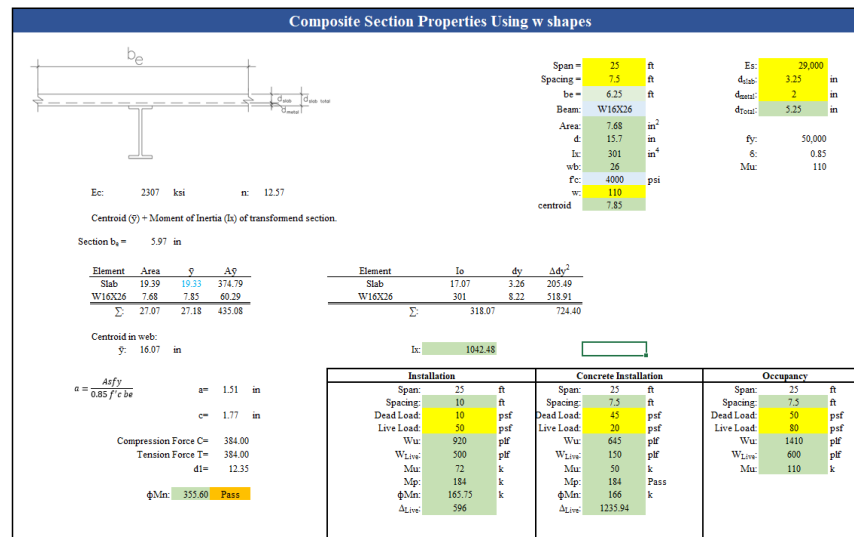 Composite Section Properties Using w shapes
be
dslab
dslab total
dmetal
Span = 25 ft
Spacing = 7.5 ft
be = 6.25 ft
Beam: W16X26
Area: 7.68 in²
d: 15.7 in
Ix: 301 in⁴
wb: 26
f'c: 4000 psi
w: 110
centroid 7.85
Es: 29,000
dslab: 3.25 in
dmetal: 2 in
dTotal: 5.25 in
fy: 50,000
δ: 0.85
Mu: 110
Ec: 2307 ksi n: 12.57
Centroid (ȳ) + Moment of Inertia (Ix) of transformend section.
Section ba = 5.97 in
Element Area ȳ Aȳ
Slab 19.39 19.33 374.79
W16X26 7.68 7.85 60.29
∑: 27.07 27.18 435.08
Element Io dy Ady²
Slab 17.07 3.26 205.49
W16X26 301 8.22 518.91
∑: 318.07 724.40
Centroid in web:
ȳ: 16.07 in
Ix: 1042.48
a = Asfy / 0.85 f'c be
a= 1.51 in
c= 1.77 in
Compression Force C= 384.00
Tension Force T= 384.00
d1= 12.35
ϕMn: 355.60 Pass
Installation
Span: 25 ft
Spacing: 10 ft
Dead Load: 10 psf
Live Load: 50 psf
Wu: 920 plf
WLive: 500 plf
Mu: 72 k
Mp: 184 k
ϕMn: 165.75 k
ΔLive: 596
Concrete Installation
Span: 25 ft
Spacing: 7.5 ft
Dead Load: 45 psf
Live Load: 20 psf
Wu: 645 plf
WLive: 150 plf
Mu: 50 k
Mp: 184 Pass
ϕMn: 166 k
ΔLive: 1235.94
Occupancy
Span: 25 ft
Spacing: 7.5 ft
Dead Load: 50 psf
Live Load: 80 psf
Wu: 1410 plf
WLive: 600 plf
Mu: 110 k